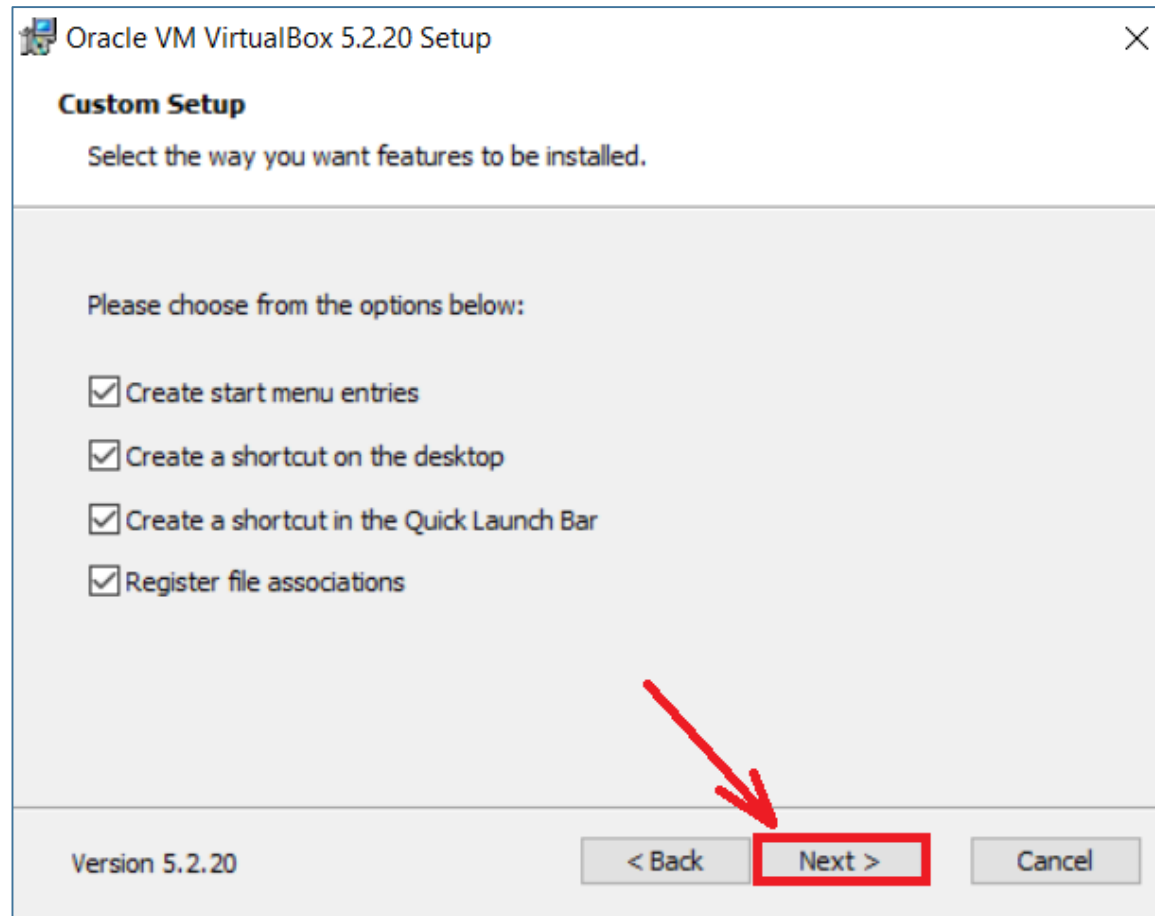 Oracle VM VirtualBox 5.2.20 Setup
Custom Setup
Select the way you want features to be installed.
Please choose from the options below:
Create start menu entries
Create a shortcut on the desktop
Create a shortcut in the Quick Launch Bar
Register file associations
Version 5.2.20
< Back
Next >
Cancel